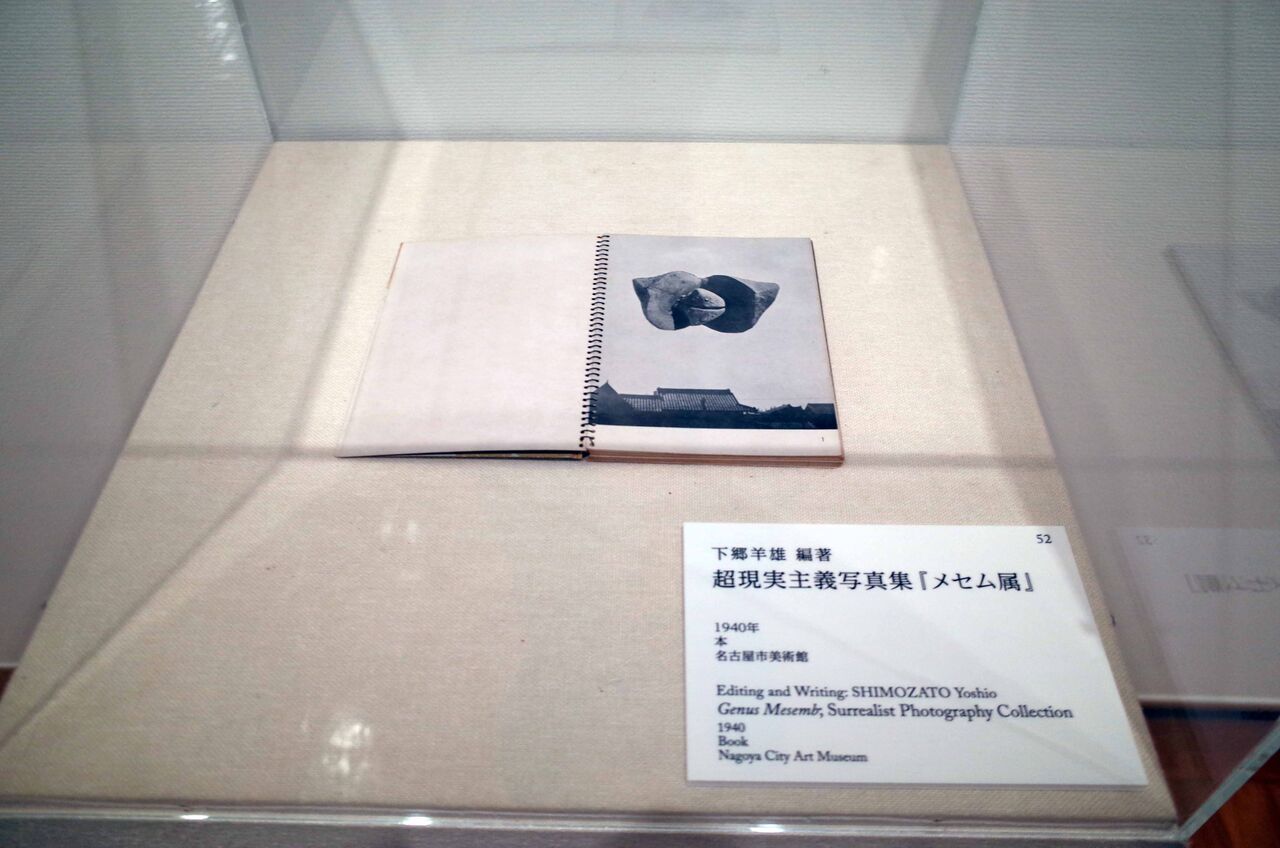 1
52
下郷羊雄 編著
超現実主義写真集『メセム属』
1940年
本
名古屋市美術館
Editing and Writing: SHIMOZATO Yoshio
Genus Mesemb; Surrealist Photography Collection
1940
Book
Nagoya City Art Museum